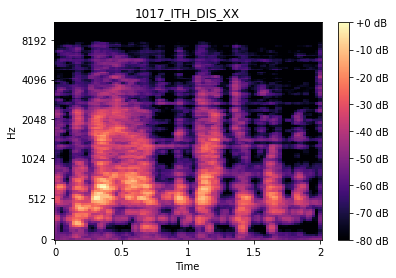 1017_ITH_DIS_XX
+0 dB
8192
-10 dB
4096
-20 dB
-30 dB
2048
-40 dB
Hz
1024
-50 dB
512
-60 dB
-70 dB
0
-80 dB
0 0.5 1 1.5 2
Time